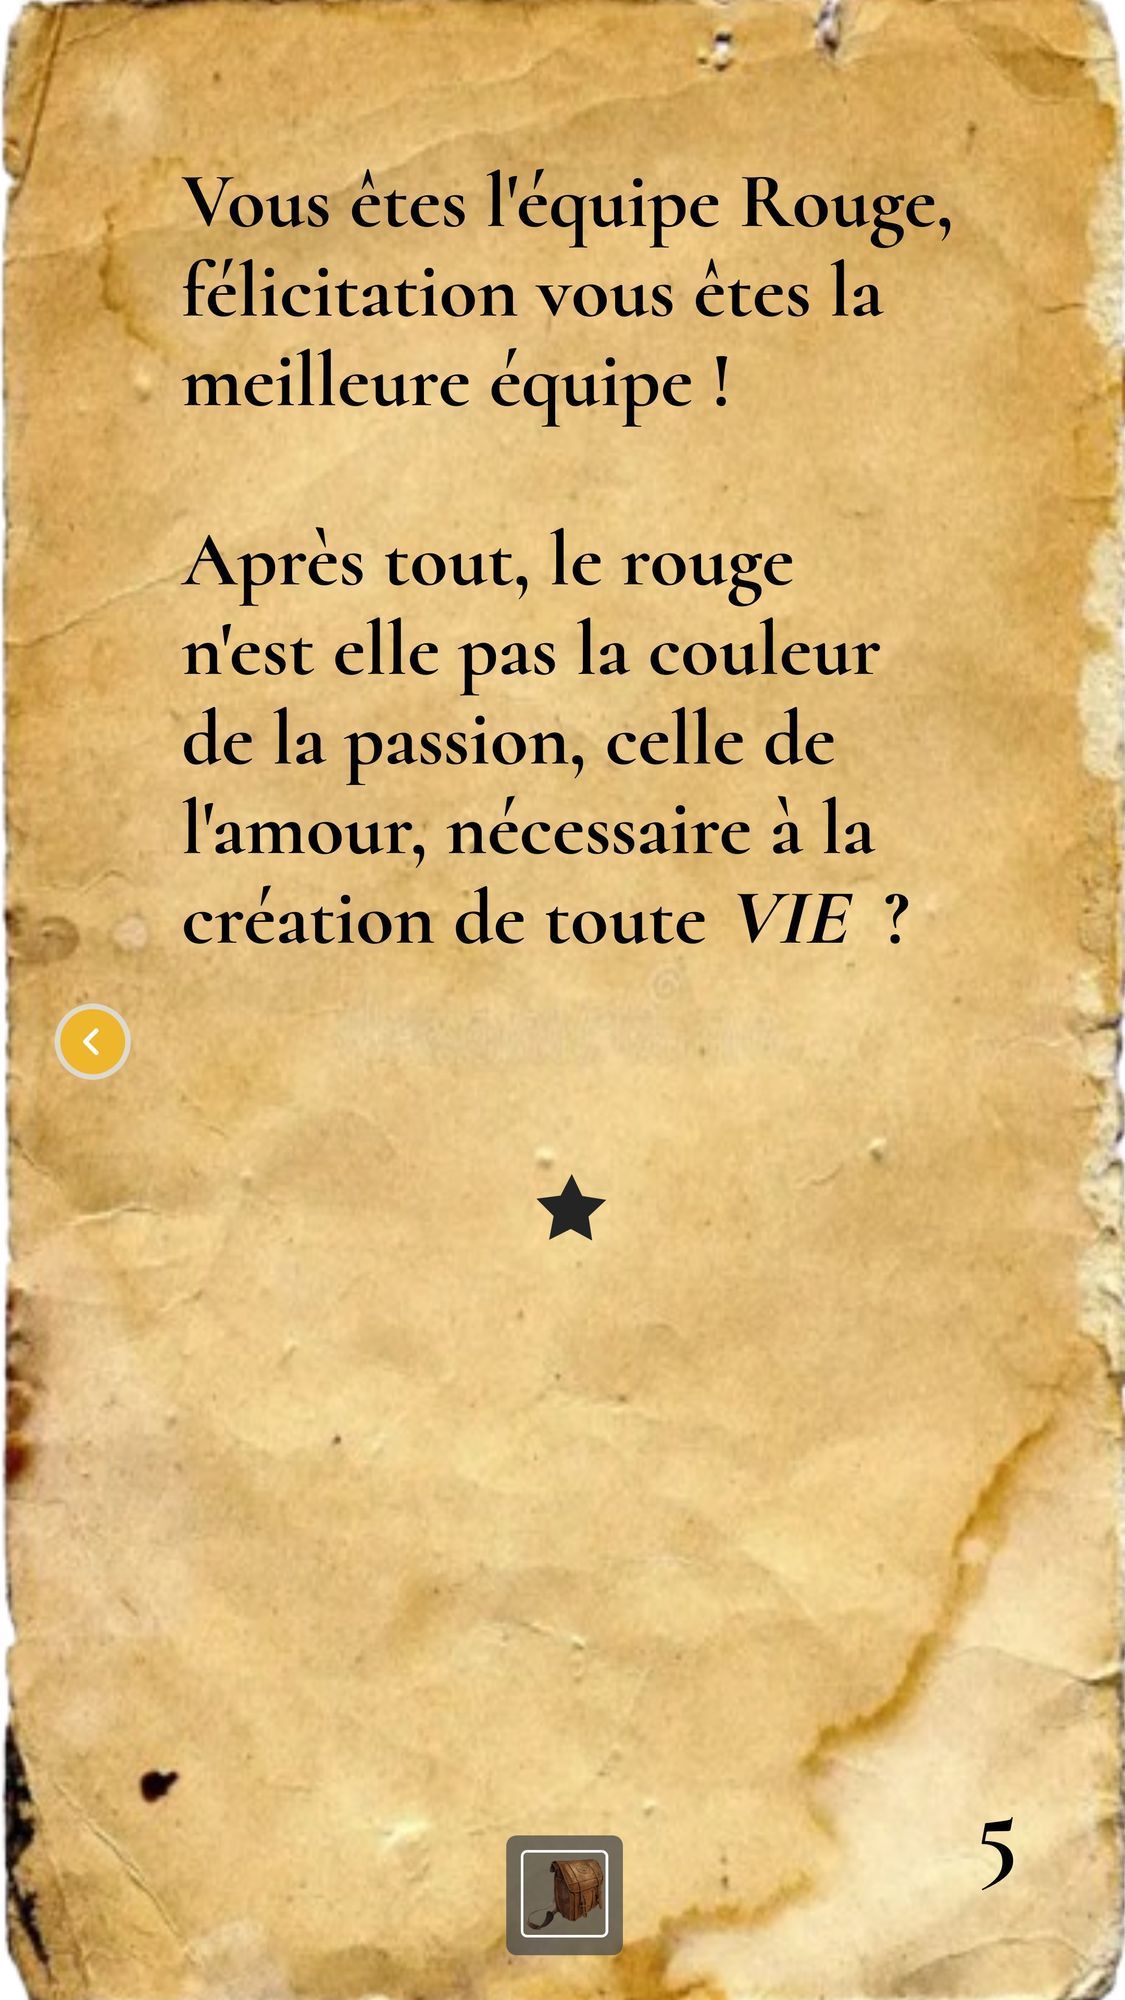 Vous êtes l'équipe Rouge,
félicitation vous êtes la
meilleure équipe !
Après tout, le rouge
n'est elle pas la couleur
de la passion, celle de
l'amour, nécessaire à la
création de toute VIE ?
5